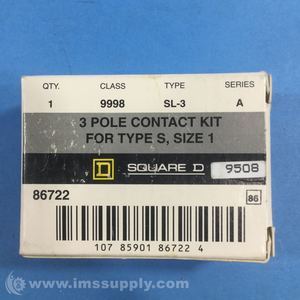 QTY. CLASS TYPE SERIES
1 9998 SL-3 A
3 POLE CONTACT KIT
FOR TYPE S, SIZE 1
D SQUARE D 9508
86722 86
107 85901 86722 4
www.imssupply.com